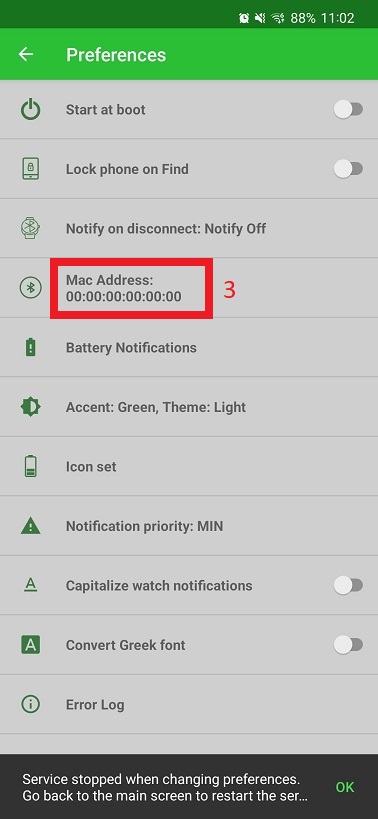 88% 11:02
Preferences
Start at boot
Lock phone on Find
Notify on disconnect: Notify Off
Mac Address:
00:00:00:00:00:00
3
Battery Notifications
Accent: Green, Theme: Light
Icon set
Notification priority: MIN
Capitalize watch notifications
A
Convert Greek font
A
Error Log
Service stopped when changing preferences.
Go back to the main screen to restart the ser...
OK